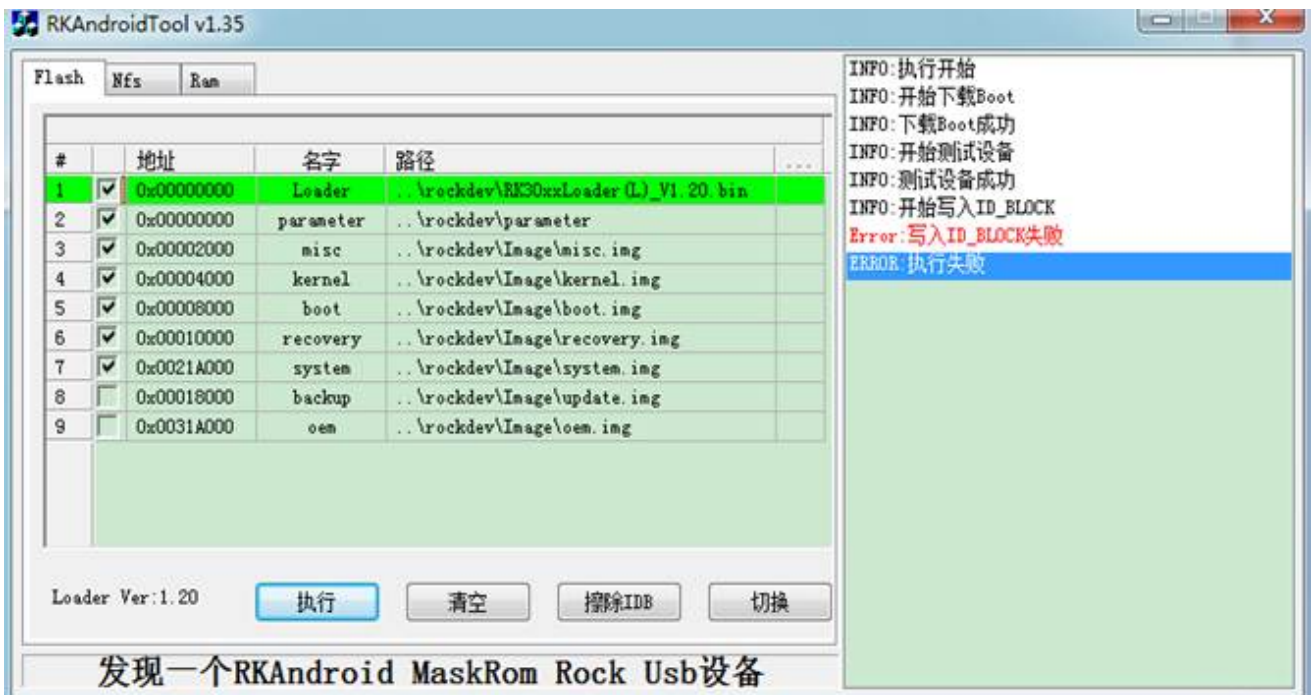 RKAndroidTool v1.35
Flash Nfs Ram
# 地址 名字 路径 ...
1 0x00000000 Loader ..\rockdev\RK30xxLoader(L)_V1.20.bin
2 0x00000000 parameter ..\rockdev\parameter
3 0x00002000 misc ..\rockdev\Image\misc.img
4 0x00004000 kernel ..\rockdev\Image\kernel.img
5 0x00008000 boot ..\rockdev\Image\boot.img
6 0x00010000 recovery ..\rockdev\Image\recovery.img
7 0x0021A000 system ..\rockdev\Image\system.img
8 0x00018000 backup ..\rockdev\Image\update.img
9 0x0031A000 oem ..\rockdev\Image\oem.img
Loader Ver:1.20 执行 清空 擦除IDB 切换
发现一个RKAndroid MaskRom Rock Usb设备
INFO:执行开始
INFO:开始下载Boot
INFO:下载Boot成功
INFO:开始测试设备
INFO:测试设备成功
INFO:开始写入ID_BLOCK
Error:写入ID_BLOCK失败
ERROR:执行失败